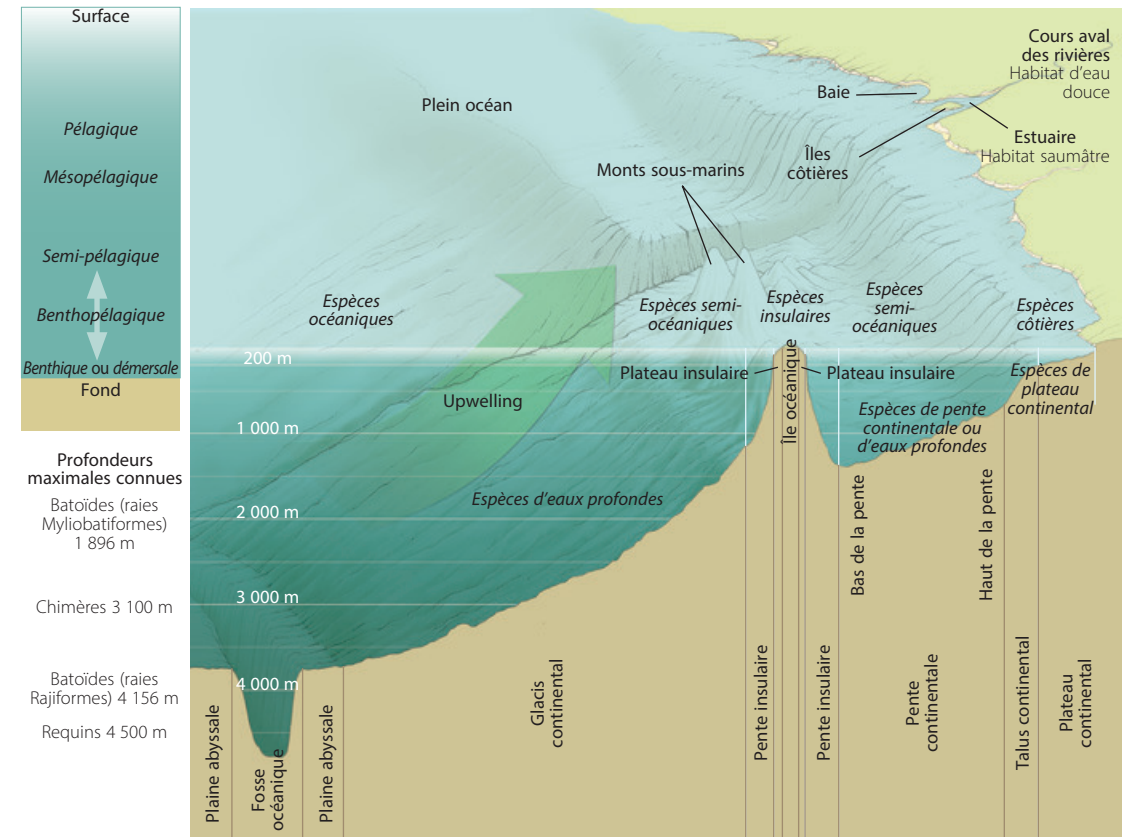 Surface
Pélagique
Mésopélagique
Semi-pélagique
Benthopélagique
Benthique ou démersale
Fond
Profondeurs
maximales connues
Batoïdes (raies
Myliobatiformes)
1 896 m
Chimères 3 100 m
Batoïdes (raies
Rajiformes) 4 156 m
Requins 4 500 m
Plein océan
Cours aval
des rivières
Habitat d'eau
douce
Baie
Estuaire
Habitat saumâtre
Îles
côtières
Monts sous-marins
Espèces
océaniques
Espèces semi-
océaniques
Espèces
insulaires
Espèces
semi-
océaniques
Espèces
côtières
200 m
Plateau insulaire
Île océanique
Plateau insulaire
Espèces de
plateau
continental
Upwelling
1 000 m
Espèces de pente
continentale ou
d'eaux profondes
Espèces d'eaux profondes
2 000 m
Bas de la pente
Haut de la pente
3 000 m
4 000 m
Plaine abyssale
Fosse
océanique
Plaine abyssale
Glacis
continental
Pente insulaire
Pente insulaire
Pente
continentale
Talus continental
Plateau
continental